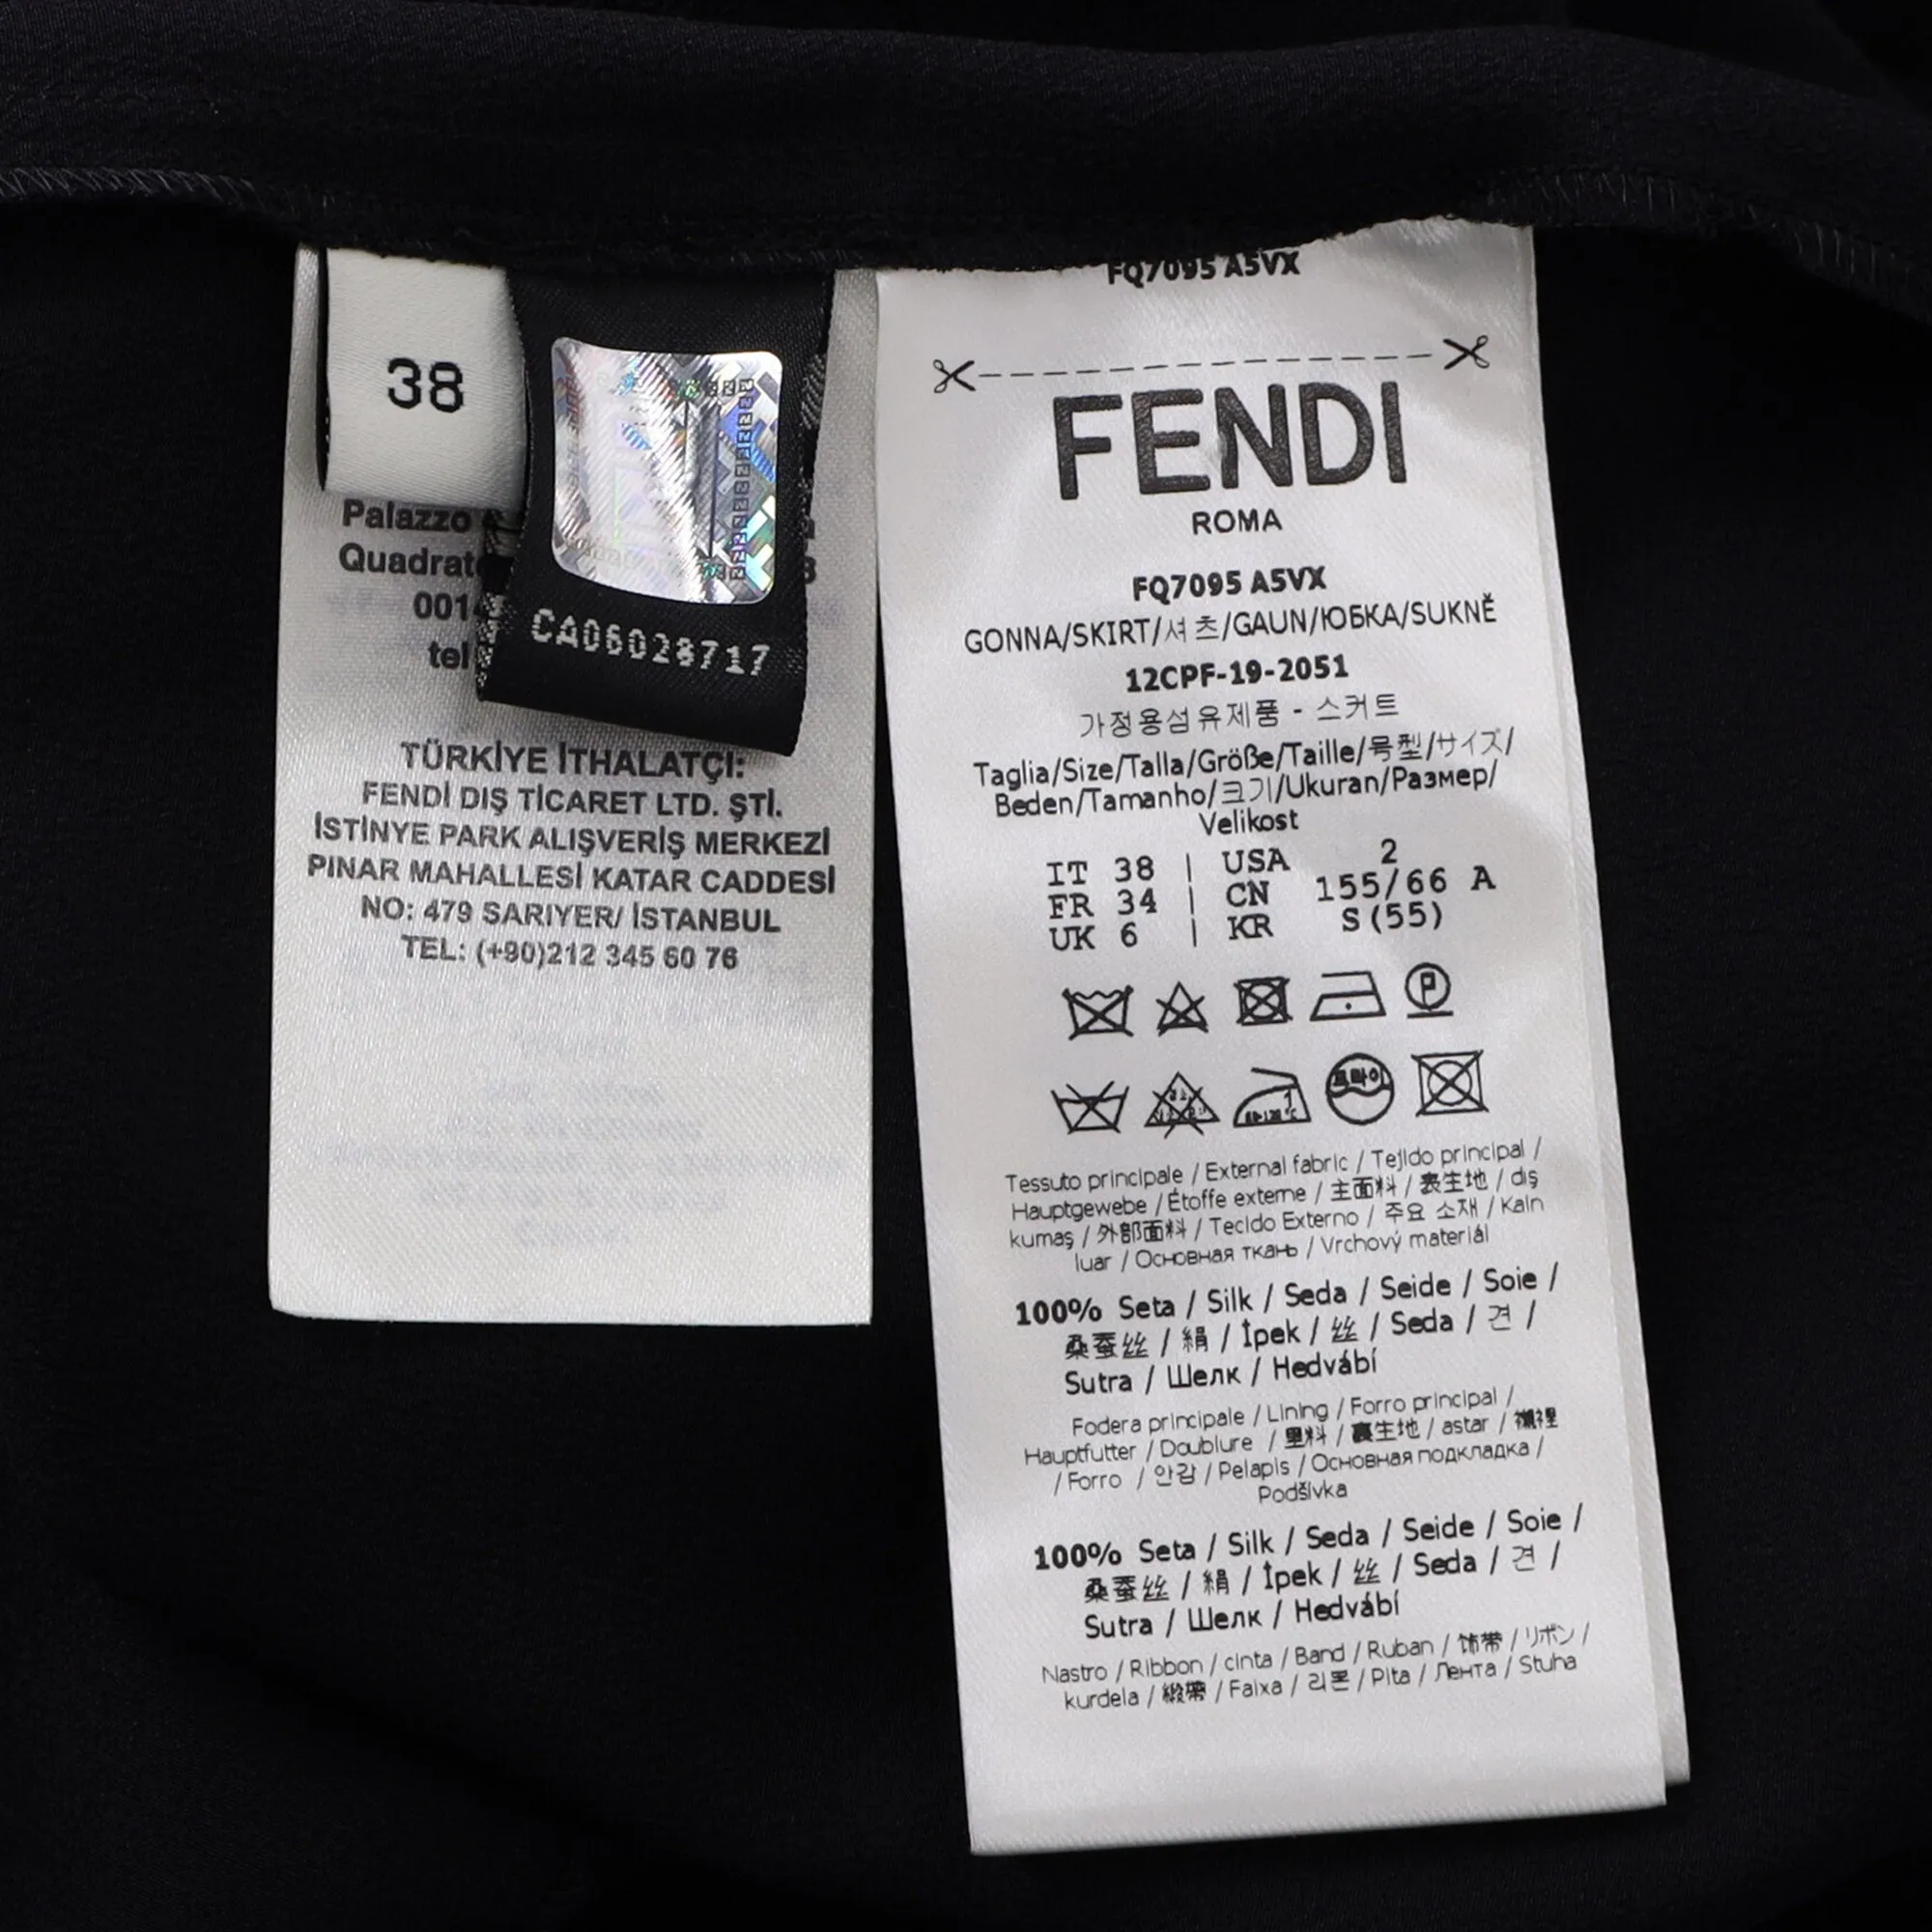 38
Palazzo
Quadrat
001
tel
CA06028717
TÜRKİYE İTHALATÇI:
FENDİ DIŞ TİCARET LTD. ŞTİ.
İSTİNYE PARK ALIŞVERİŞ MERKEZİ
PINAR MAHALLESİ KATAR CADDESİ
NO: 479 SARIYER/ İSTANBUL
TEL: (+90)212 345 60 76
FQ7095 A5VX
FENDI
ROMA
FQ7095 A5VX
GONNA/SKIRT/셔츠/GAUN/ЮБКА/SUKNĚ
12CPF-19-2051
가정용섬유제품 - 스커트
Taglia/Size/Talla/Größe/Taille/号型/サイズ/
Beden/Tamanho/크기/Ukuran/Размер/
Velikost
IT 38 | USA 2
FR 34 | CN 155/66 A
UK 6 | KR S(55)
P
드라이
Tessuto principale / External fabric / Tejido principal /
Hauptgewebe / Étoffe externe / 主面料 / 表生地 / dış
kumaş / 外部面料 / Tecido Externo / 주요 소재 / Kain
luar / Основная ткань / Vrchový materiál
100% Seta / Silk / Seda / Seide / Soie /
桑蚕丝 / 絹 / İpek / 丝 / Seda / 견 /
Sutra / Шелк / Hedvábí
Fodera principale / Lining / Forro principal /
Hauptfutter / Doublure / 里料 / 裏生地 / astar / 襯裡
/ Forro / 안감 / Pelapis / Основная подкладка /
Podšívka
100% Seta / Silk / Seda / Seide / Soie /
桑蚕丝 / 絹 / İpek / 丝 / Seda / 견 /
Sutra / Шелк / Hedvábí
Nastro / Ribbon / cinta / Band / Ruban / 饰带 / リボン /
kurdela / 緞帶 / Faixa / 리본 / Pita / Лента / Stuha